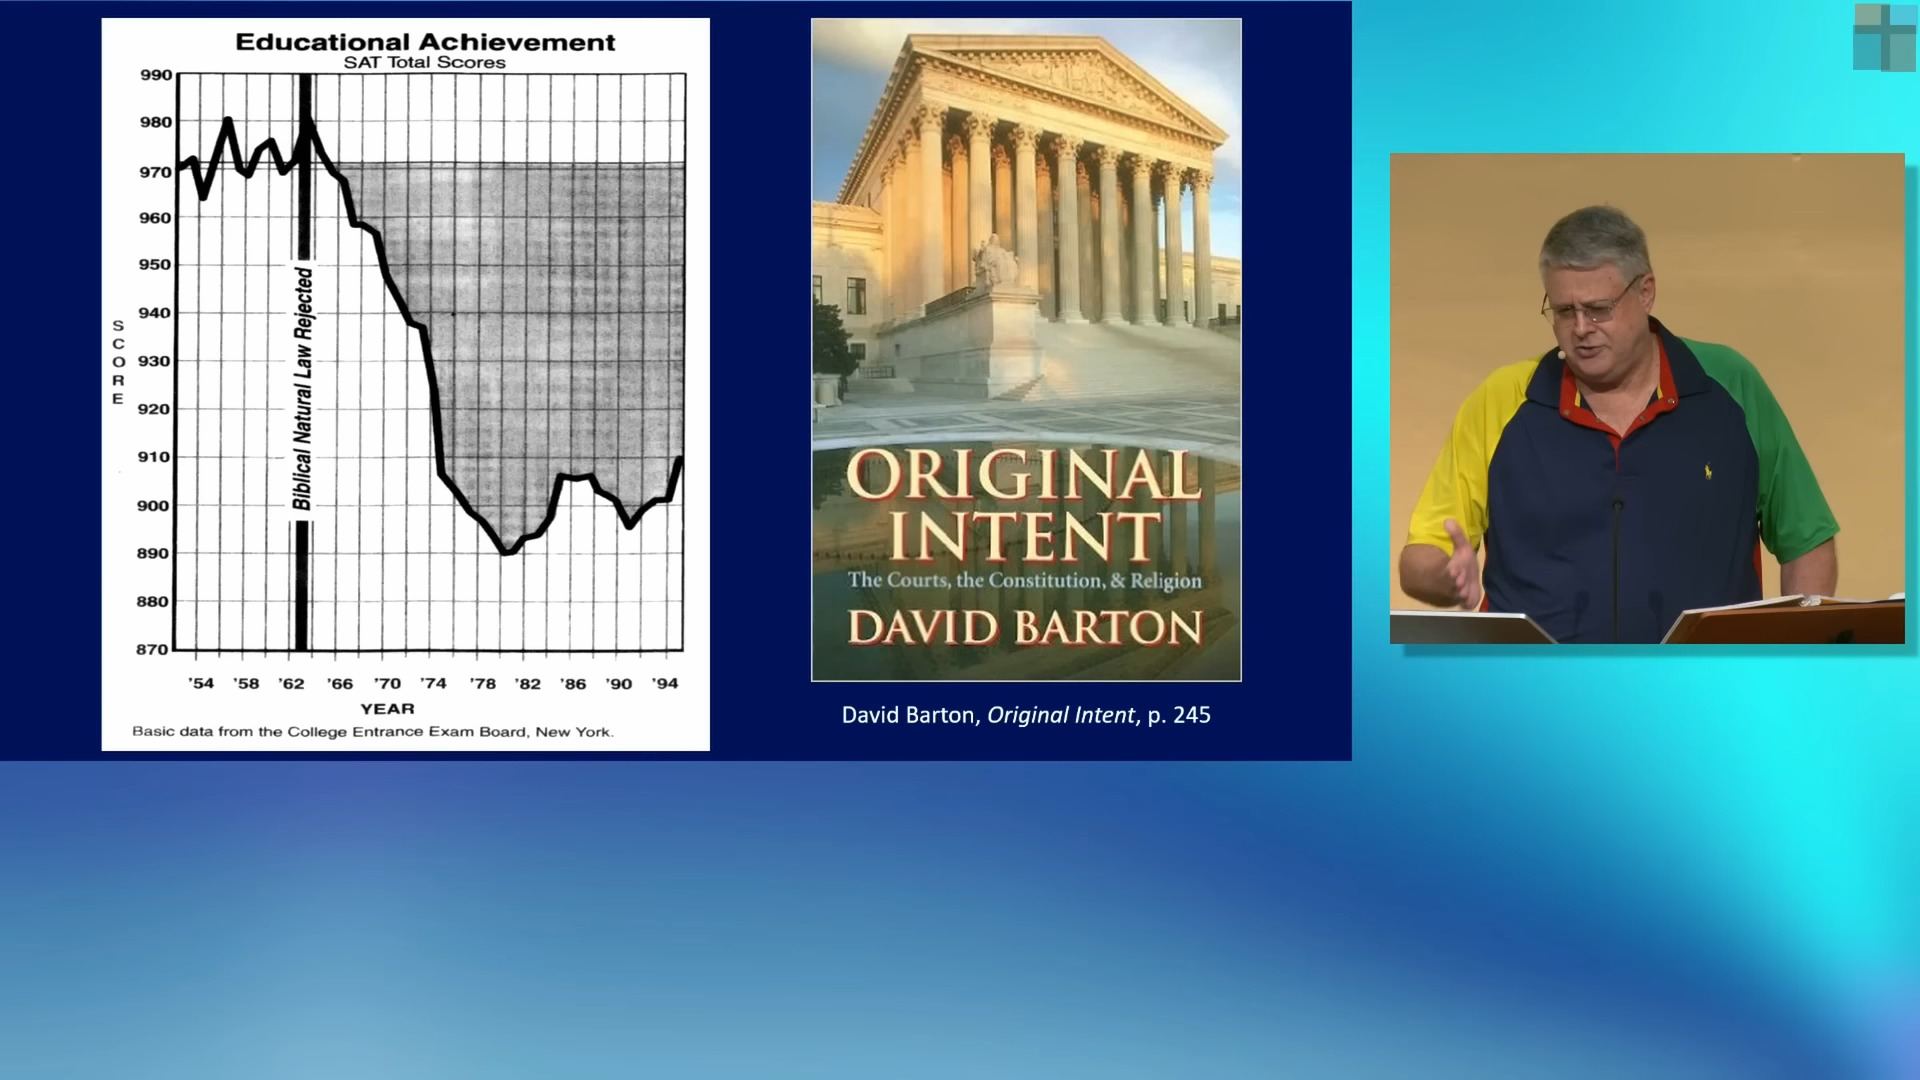 Educational Achievement
SAT Total Scores
990
980
970
960
950
940
930
920
910
900
890
880
870
SCORE
Biblical Natural Law Rejected
'54 '58 '62 '66 '70 '74 '78 '82 '86 '90 '94
YEAR
Basic data from the College Entrance Exam Board, New York.
ORIGINAL
INTENT
The Courts, the Constitution, & Religion
DAVID BARTON
David Barton, Original Intent, p. 245